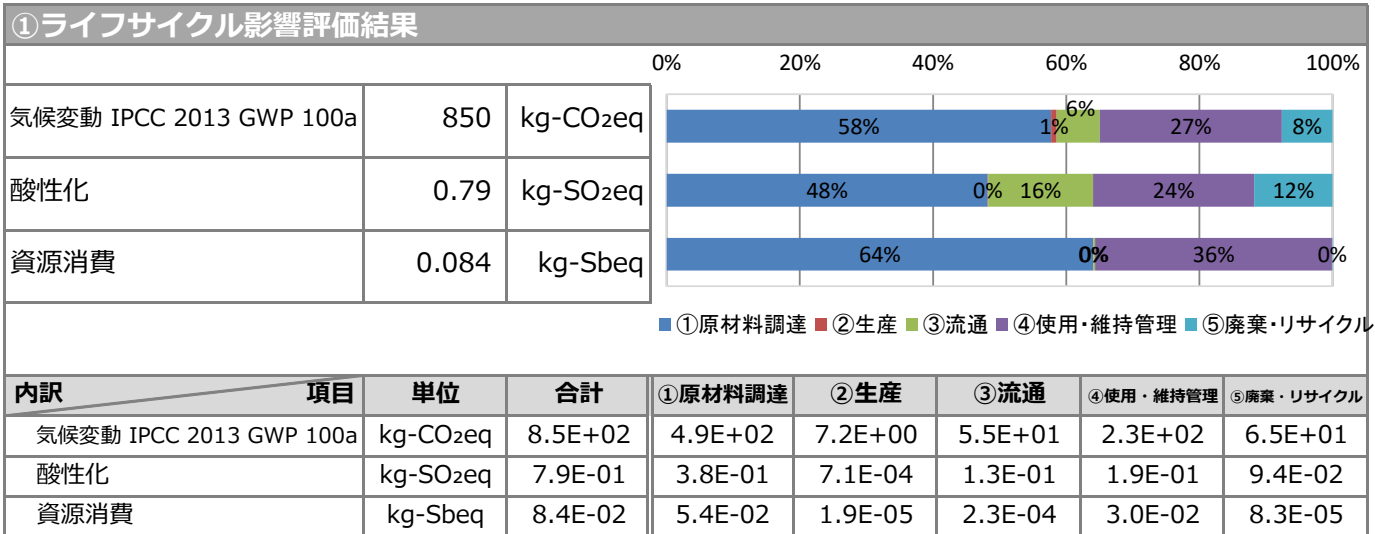 ①ライフサイクル影響評価結果
0% 20% 40% 60% 80% 100%
気候変動 IPCC 2013 GWP 100a 850 kg-CO₂eq 58% 1% 6% 27% 8%
酸性化 0.79 kg-SO₂eq 48% 0% 16% 24% 12%
資源消費 0.084 kg-Sbeq 64% 0% 36% 0%
①原材料調達 ②生産 ③流通 ④使用・維持管理 ⑤廃棄・リサイクル
内訳 項目 単位 合計 ①原材料調達 ②生産 ③流通 ④使用・維持管理 ⑤廃棄・リサイクル
気候変動 IPCC 2013 GWP 100a kg-CO₂eq 8.5E+02 4.9E+02 7.2E+00 5.5E+01 2.3E+02 6.5E+01
酸性化 kg-SO₂eq 7.9E-01 3.8E-01 7.1E-04 1.3E-01 1.9E-01 9.4E-02
資源消費 kg-Sbeq 8.4E-02 5.4E-02 1.9E-05 2.3E-04 3.0E-02 8.3E-05